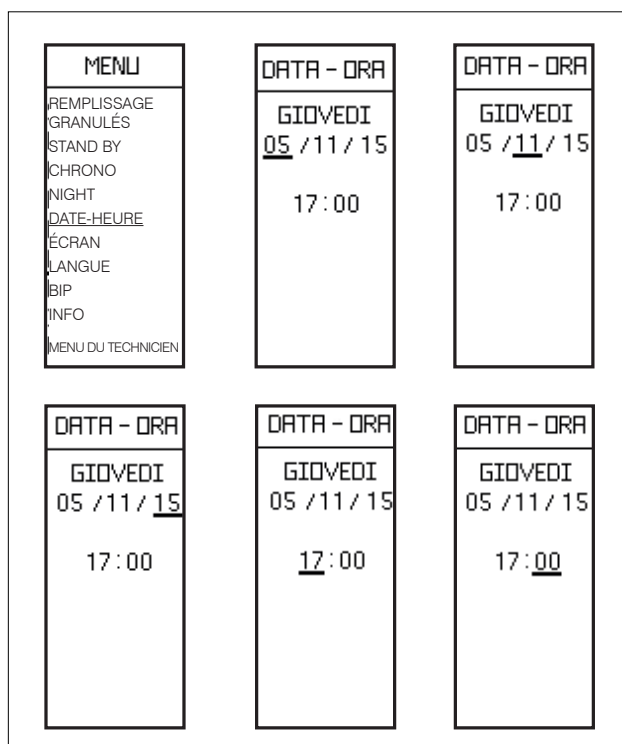 MENU
REMPLISSAGE
GRANULÉS
STAND BY
CHRONO
NIGHT
DATE-HEURE
ÉCRAN
LANGUE
BIP
INFO
MENU DU TECHNICIEN
DATA - ORA
GIOVEDI
05 /11/ 15
17:00
DATA - ORA
GIOVEDI
05 /11/ 15
17:00
DATA - ORA
GIOVEDI
05 /11/ 15
17:00
DATA - ORA
GIOVEDI
05 /11/ 15
17:00
DATA - ORA
GIOVEDI
05 /11/ 15
17:00